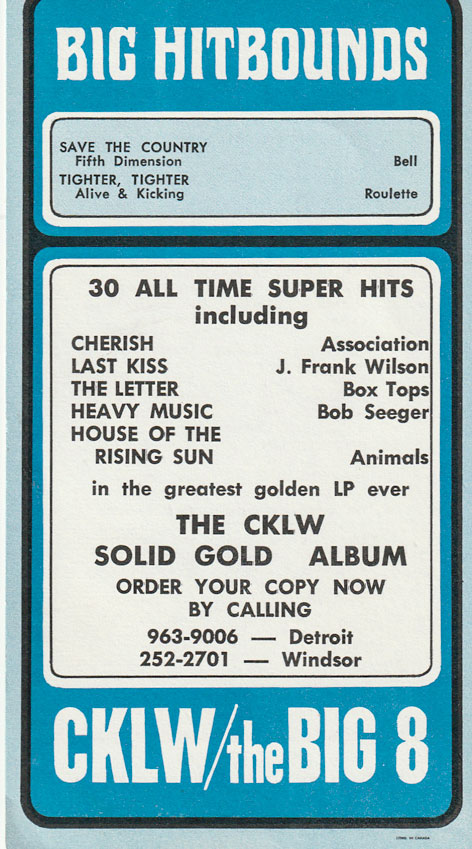 BIG HITBOUNDS
SAVE THE COUNTRY
Fifth Dimension Bell
TIGHTER, TIGHTER
Alive & Kicking Roulette
30 ALL TIME SUPER HITS
including
CHERISH Association
LAST KISS J. Frank Wilson
THE LETTER Box Tops
HEAVY MUSIC Bob Seeger
HOUSE OF THE
RISING SUN Animals
in the greatest golden LP ever
THE CKLW
SOLID GOLD ALBUM
ORDER YOUR COPY NOW
BY CALLING
963-9006 — Detroit
252-2701 — Windsor
CKLW/the BIG 8
IN CANADA